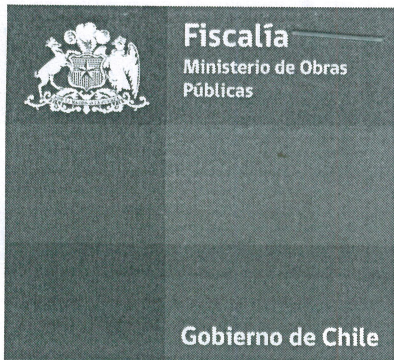 Fiscalía
Ministerio de Obras
Públicas
Gobierno de Chile